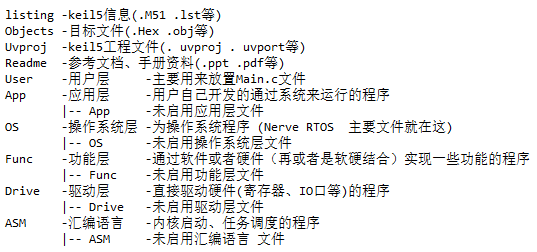 listing -keil5信息(.M51 .lst等)
Objects -目标文件(.Hex .obj等)
Uvproj  -keil5工程文件(. uvproj . uvport等)
Readme  -参考文档、手册资料(.ppt .pdf等)
User    -用户层     -主要用来放置Main.c文件
App     -应用层     -用户自己开发的通过系统来运行的程序
        |-- App     -未启用应用层文件
OS      -操作系统层 -为操作系统程序 (Nerve RTOS  主要文件就在这)
        |-- OS      -未启用操作系统层文件
Func    -功能层     -通过软件或者硬件（再或者是软硬结合）实现一些功能的程序
        |-- Func    -未启用功能层文件
Drive   -驱动层     -直接驱动硬件(寄存器、IO口等)的程序
        |-- Drive   -未启用驱动层文件
ASM     -汇编语言   -内核启动、任务调度的程序
        |-- ASM     -未启用汇编语言 文件